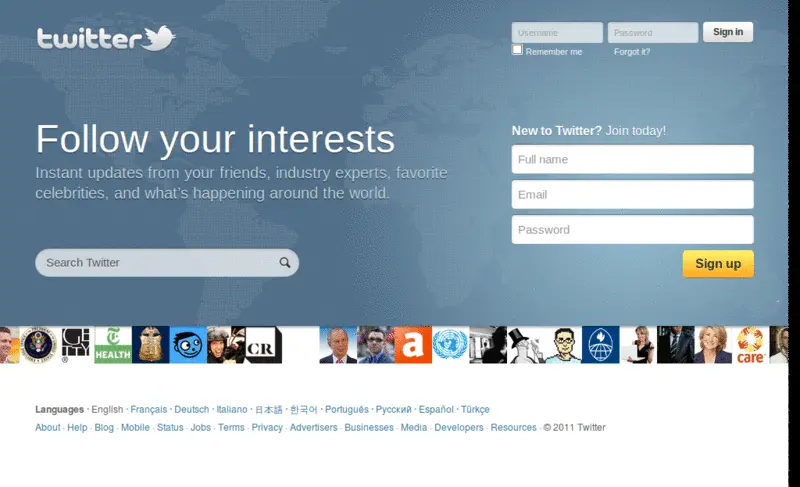 twitter
Username
Password
Sign in
Remember me
Forgot it?
Follow your interests
Instant updates from your friends, industry experts, favorite
celebrities, and what's happening around the world.
New to Twitter? Join today!
Full name
Email
Password
Search Twitter
Sign up
HEALTH
CR
a
care
Languages · English · Français · Deutsch · Italiano · 日本語 · 한국어 · Português · Русский · Español · Türkçe
About · Help · Blog · Mobile · Status · Jobs · Terms · Privacy · Advertisers · Businesses · Media · Developers · Resources · © 2011 Twitter